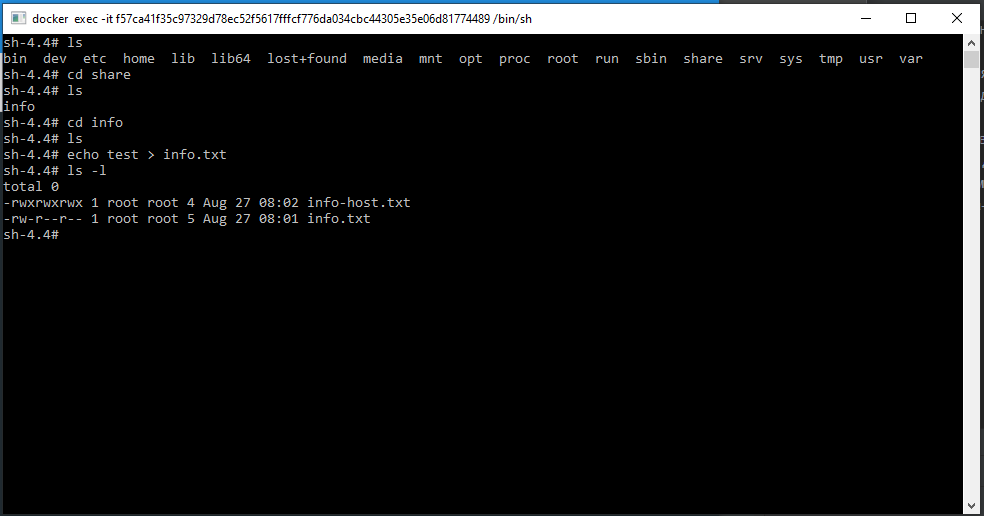 docker exec -it f57ca41f35c97329d78ec52f5617fffcf776da034cbc44305e35e06d81774489 /bin/sh
sh-4.4# ls
bin dev etc home lib lib64 lost+found media mnt opt proc root run sbin share srv sys tmp usr var
sh-4.4# cd share
sh-4.4# ls
info
sh-4.4# cd info
sh-4.4# ls
sh-4.4# echo test > info.txt
sh-4.4# ls -l
total 0
-rwxrwxrwx 1 root root 4 Aug 27 08:02 info-host.txt
-rw-r--r-- 1 root root 5 Aug 27 08:01 info.txt
sh-4.4#